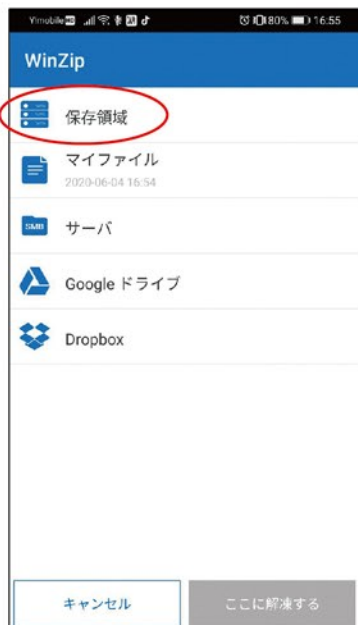 Y!mobile 80% 16:55
WinZip
保存領域
マイファイル
2020-06-04 16:54
SMB サーバ
Google ドライブ
Dropbox
キャンセル ここに解凍する